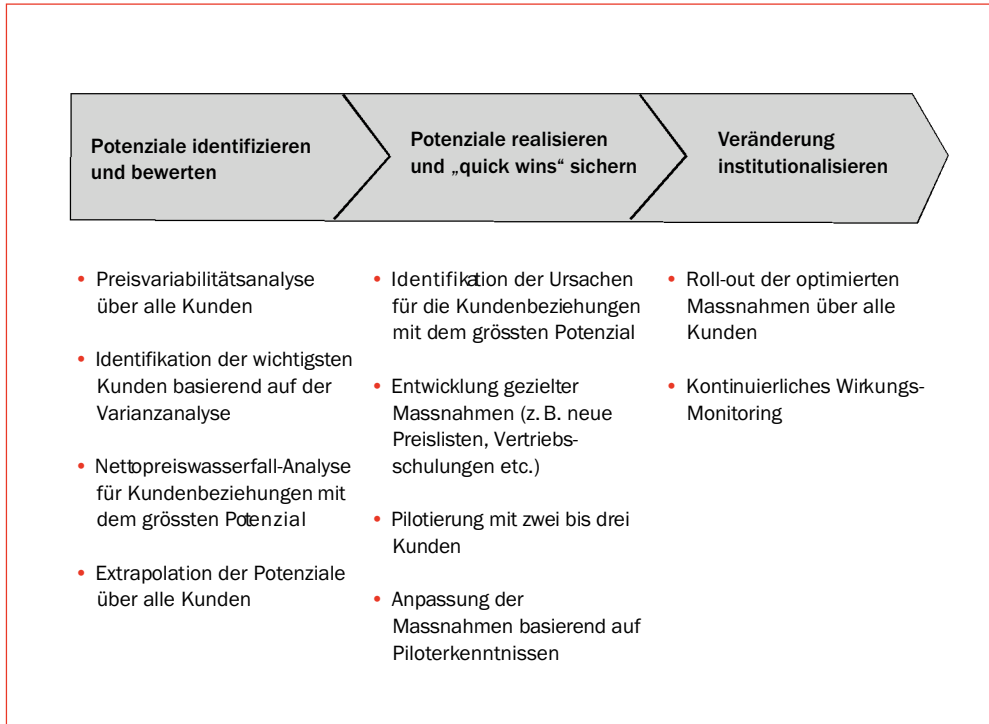 Potenziale identifizieren
und bewerten
Potenziale realisieren
und „quick wins“ sichern
Veränderung
institutionalisieren
• Preisvariabilitätsanalyse
über alle Kunden
• Identifikation der wichtigsten
Kunden basierend auf der
Varianzanalyse
• Nettopreiswasserfall-Analyse
für Kundenbeziehungen mit
dem grössten Potenzial
• Extrapolation der Potenziale
über alle Kunden
• Identifikation der Ursachen
für die Kundenbeziehungen
mit dem grössten Potenzial
• Entwicklung gezielter
Massnahmen (z. B. neue
Preislisten, Vertriebs-
schulungen etc.)
• Pilotierung mit zwei bis drei
Kunden
• Anpassung der
Massnahmen basierend auf
Piloterkenntnissen
• Roll-out der optimierten
Massnahmen über alle
Kunden
• Kontinuierliches Wirkungs-
Monitoring